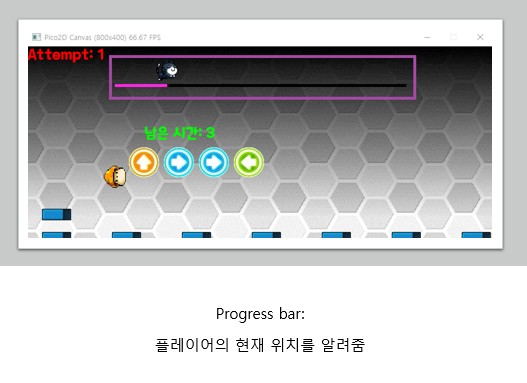 Pico2D Canvas (800x400) 66.67 FPS
Attempt: 1
남은 시간: 3
Progress bar:
플레이어의 현재 위치를 알려줌